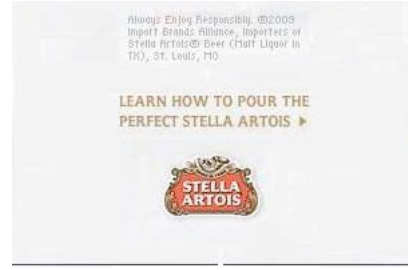 Always Enjoy Responsibly. ©2009
Import Brands Alliance, Importers of
Stella Artois® Beer (Malt Liquor in
TX), St. Louis, MO
LEARN HOW TO POUR THE
PERFECT STELLA ARTOIS ▶
STELLA
ARTOIS